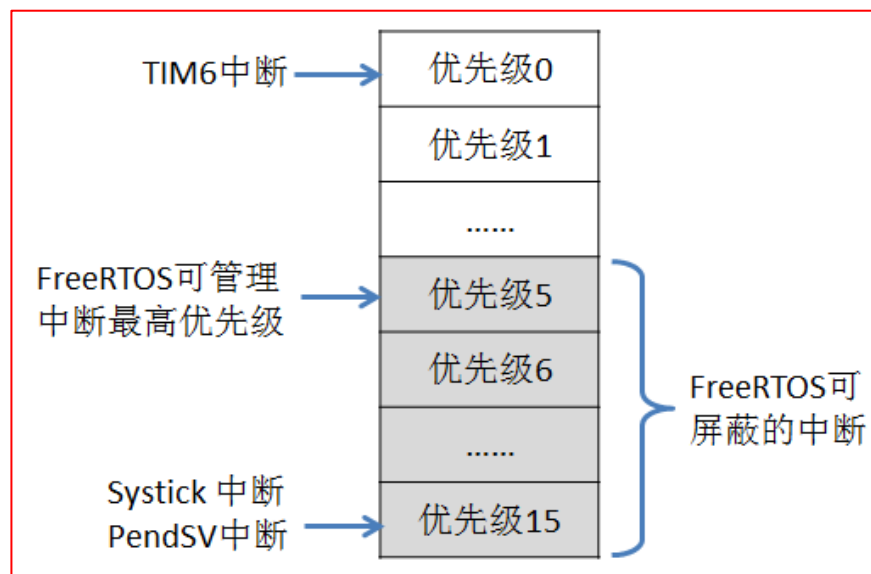 TIM6中断
优先级0
优先级1
……
FreeRTOS可管理
中断最高优先级
优先级5
优先级6
FreeRTOS可
屏蔽的中断
……
Systick 中断
PendSV中断
优先级15